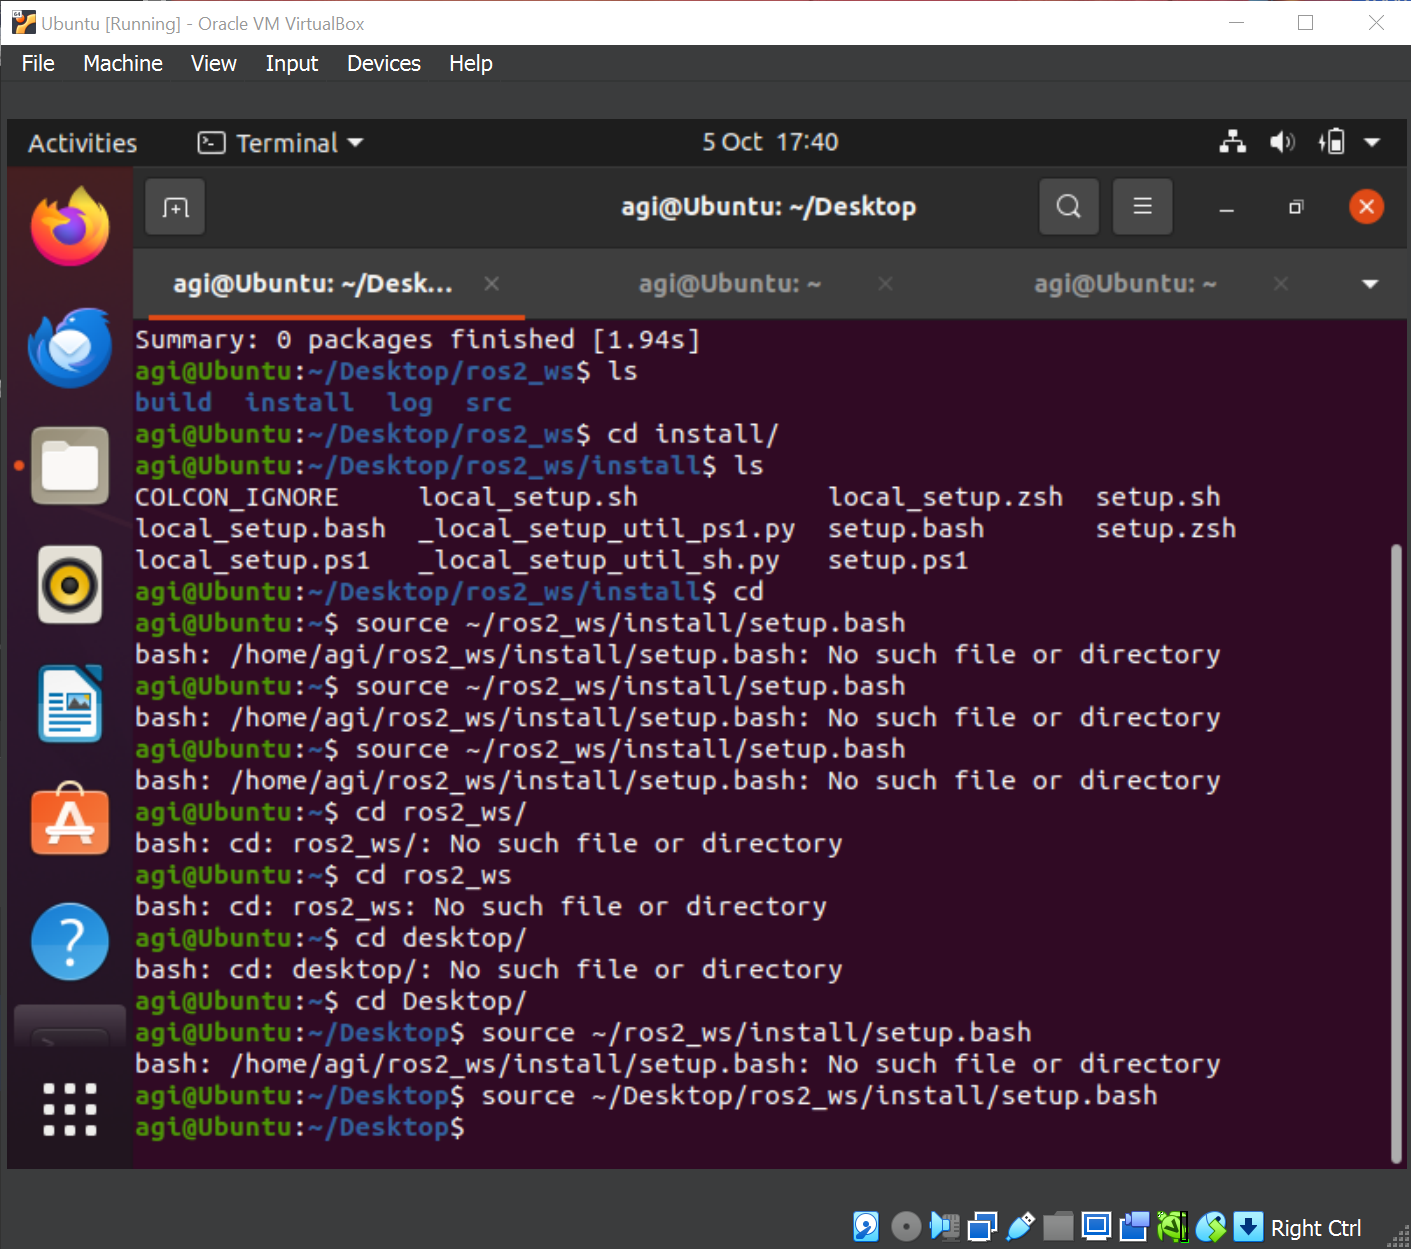 Ubuntu [Running] - Oracle VM VirtualBox
File Machine View Input Devices Help
Activities Terminal 5 Oct 17:40
agi@Ubuntu: ~/Desktop
agi@Ubuntu: ~/Desk... agi@Ubuntu: ~ agi@Ubuntu: ~
Summary: 0 packages finished [1.94s]
agi@Ubuntu:~/Desktop/ros2_ws$ ls
build install log src
agi@Ubuntu:~/Desktop/ros2_ws$ cd install/
agi@Ubuntu:~/Desktop/ros2_ws/install$ ls
COLCON_IGNORE local_setup.sh local_setup.zsh setup.sh
local_setup.bash _local_setup_util_ps1.py setup.bash setup.zsh
local_setup.ps1 _local_setup_util_sh.py setup.ps1
agi@Ubuntu:~/Desktop/ros2_ws/install$ cd
agi@Ubuntu:~$ source ~/ros2_ws/install/setup.bash
bash: /home/agi/ros2_ws/install/setup.bash: No such file or directory
agi@Ubuntu:~$ source ~/ros2_ws/install/setup.bash
bash: /home/agi/ros2_ws/install/setup.bash: No such file or directory
agi@Ubuntu:~$ source ~/ros2_ws/install/setup.bash
bash: /home/agi/ros2_ws/install/setup.bash: No such file or directory
agi@Ubuntu:~$ cd ros2_ws/
bash: cd: ros2_ws/: No such file or directory
agi@Ubuntu:~$ cd ros2_ws
bash: cd: ros2_ws: No such file or directory
agi@Ubuntu:~$ cd desktop/
bash: cd: desktop/: No such file or directory
agi@Ubuntu:~$ cd Desktop/
agi@Ubuntu:~/Desktop$ source ~/ros2_ws/install/setup.bash
bash: /home/agi/ros2_ws/install/setup.bash: No such file or directory
agi@Ubuntu:~/Desktop$ source ~/Desktop/ros2_ws/install/setup.bash
agi@Ubuntu:~/Desktop$
Right Ctrl